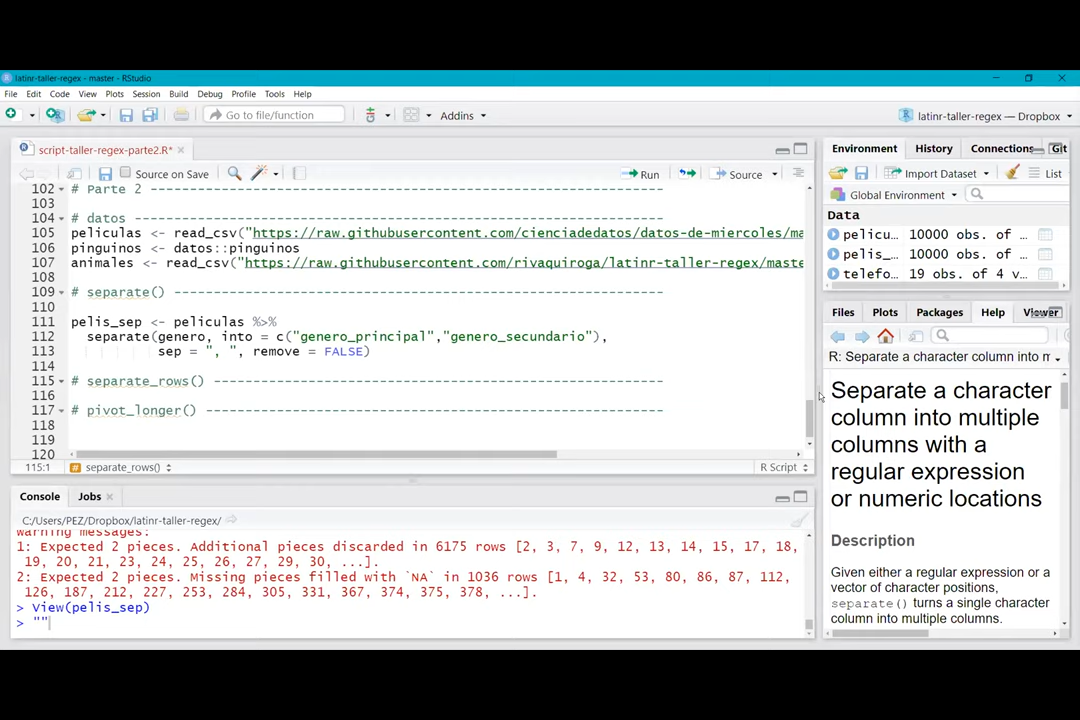 latinr-taller-regex - master - RStudio
File Edit Code View Plots Session Build Debug Profile Tools Help
Go to file/function Addins latinr-taller-regex — Dropbox
script-taller-regex-parte2.R*
Source on Save Run Source
102 # Parte 2 ----------------------------------------------------------------
103
104 # datos ------------------------------------------------------------------
105 peliculas <- read_csv("https://raw.githubusercontent.com/cienciadedatos/datos-de-miercoles/ma
106 pinguinos <- datos::pinguinos
107 animales <- read_csv("https://raw.githubusercontent.com/rivaquiroga/latinr-taller-regex/maste
108
109 # separate() -------------------------------------------------------------
110
111 pelis_sep <- peliculas %>%
112 separate(genero, into = c("genero_principal","genero_secundario"),
113 sep = ", ", remove = FALSE)
114
115 # separate_rows() --------------------------------------------------------
116
117 # pivot_longer() ---------------------------------------------------------
118
119
120
115:1 separate_rows() R Script
Console Jobs
C:/Users/PEZ/Dropbox/latinr-taller-regex/
warning messages:
1: Expected 2 pieces. Additional pieces discarded in 6175 rows [2, 3, 7, 9, 12, 13, 14, 15, 17, 18,
19, 20, 21, 23, 24, 25, 26, 27, 29, 30, ...].
2: Expected 2 pieces. Missing pieces filled with `NA` in 1036 rows [1, 4, 32, 53, 80, 86, 87, 112,
126, 187, 212, 227, 253, 284, 305, 331, 367, 374, 375, 378, ...].
> View(pelis_sep)
> ""
Environment History Connections Git
Import Dataset List
Global Environment
Data
pelicu… 10000 obs. of …
pelis_… 10000 obs. of …
telefo… 19 obs. of 4 v…
Files Plots Packages Help Viewer
R: Separate a character column into m
Separate a character
column into multiple
columns with a
regular expression
or numeric locations
Description
Given either a regular expression or a
vector of character positions,
separate() turns a single character
column into multiple columns.